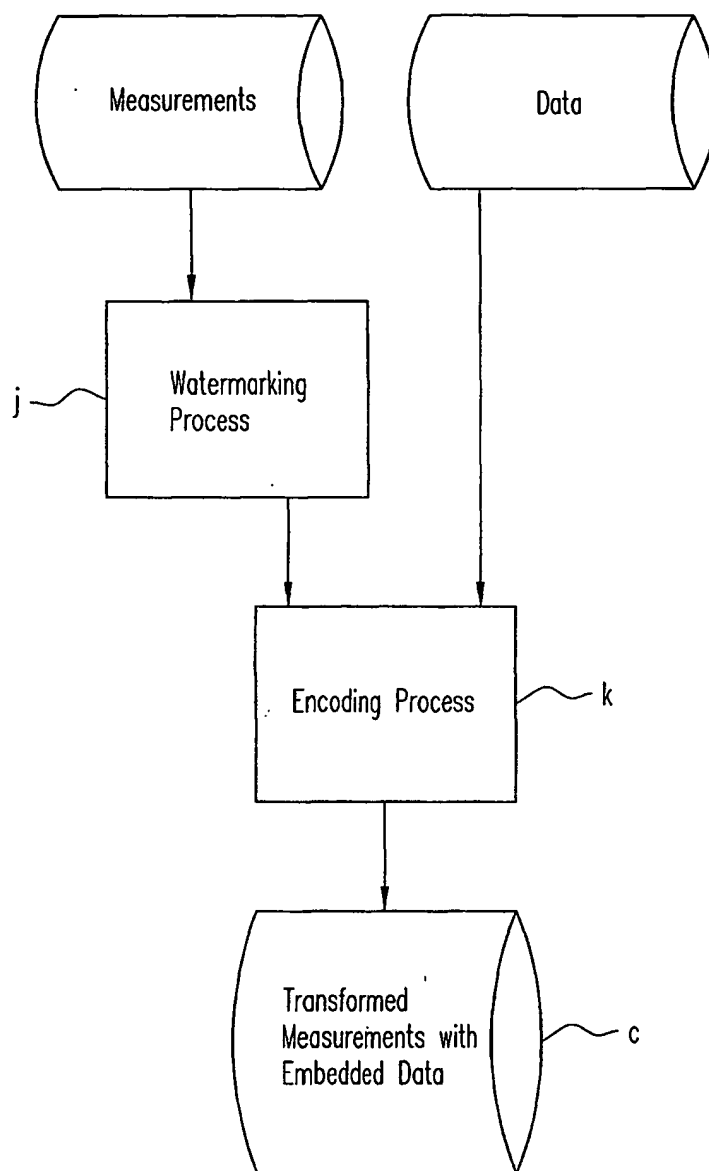 Measurements
Data
Watermarking
Process
j
Encoding Process
k
Transformed
Measurements with
Embedded Data
c